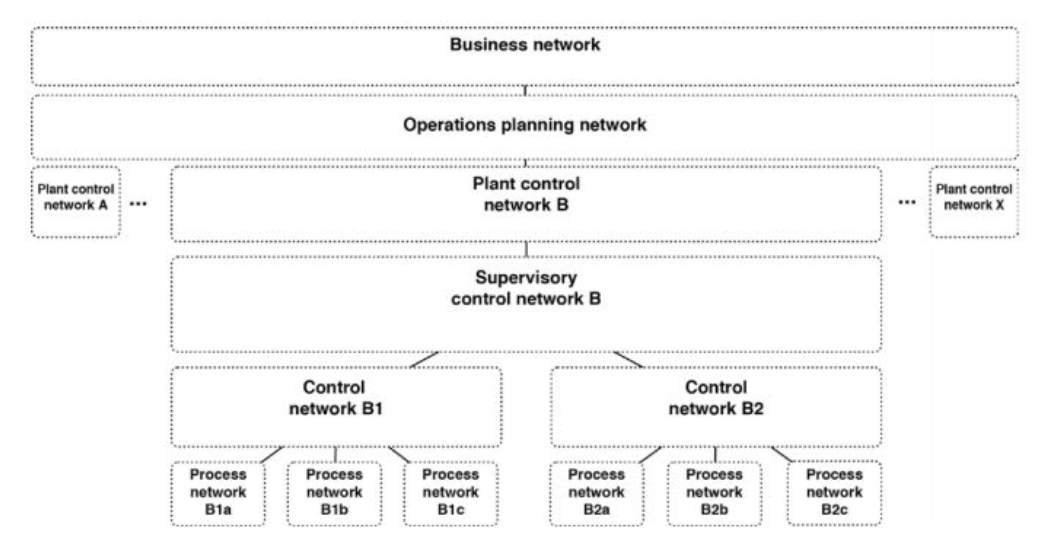 Business network
Operations planning network
Plant control
network A
...
Plant control
network B
...
Plant control
network X
Supervisory
control network B
Control
network B1
Control
network B2
Process
network
B1a
Process
network
B1b
Process
network
B1c
Process
network
B2a
Process
network
B2b
Process
network
B2c